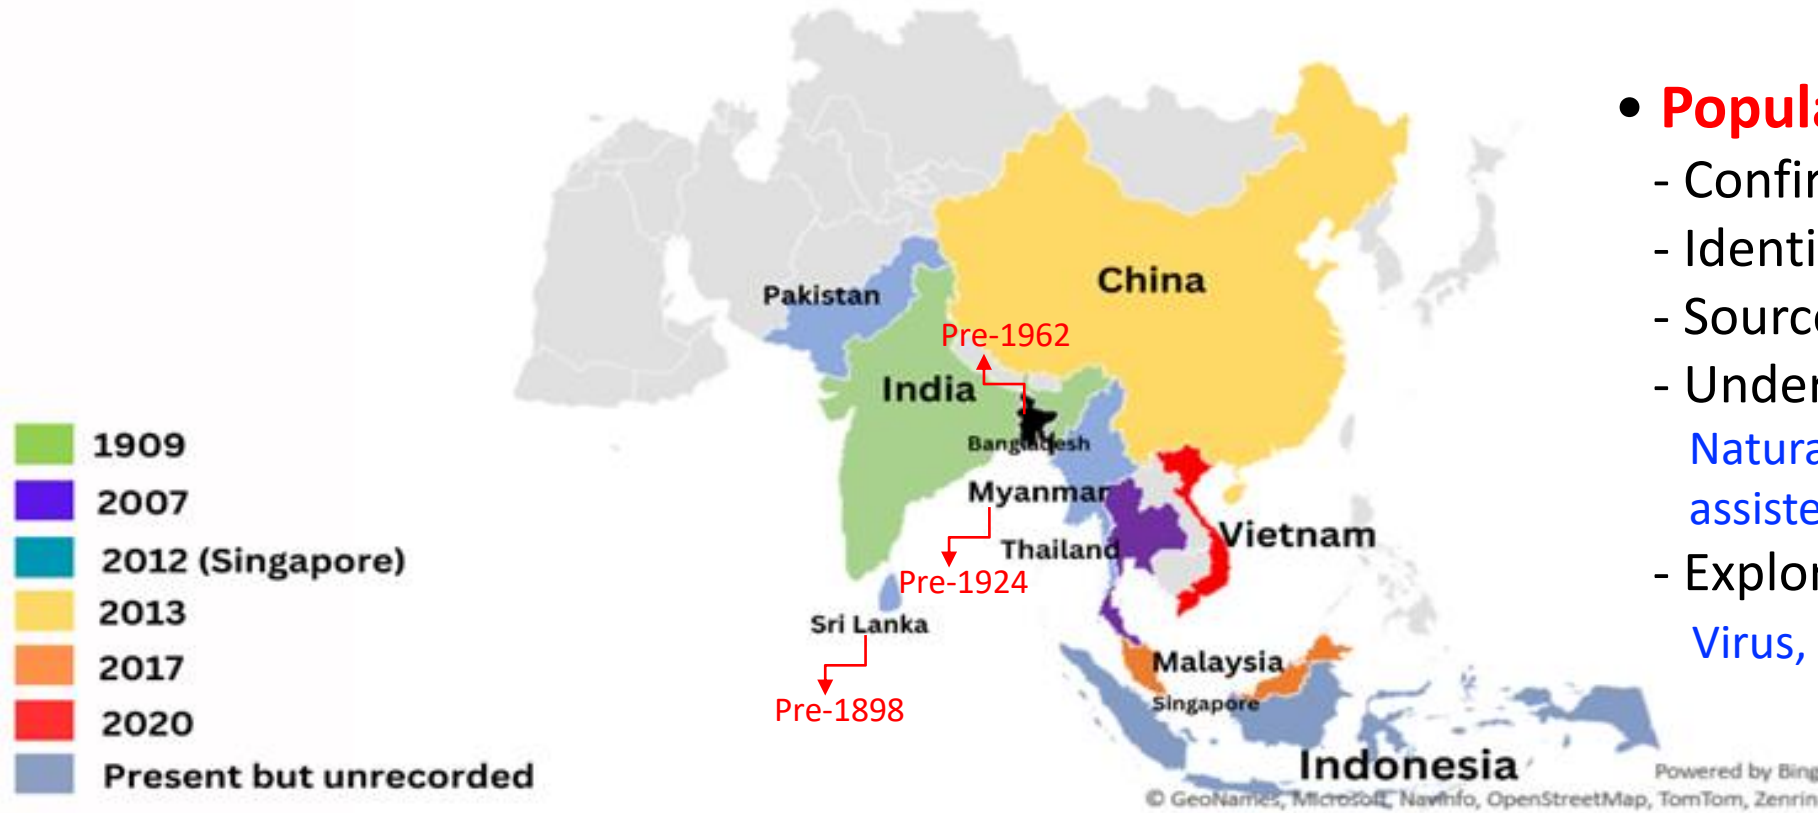 Pakistan
China
Pre-1962
India
Bangladesh
Myanmar
Vietnam
Thailand
Pre-1924
Sri Lanka
Malaysia
Singapore
Pre-1898
Indonesia
1909
2007
2012 (Singapore)
2013
2017
2020
Present but unrecorded
Powered by Bing
© GeoNames, Microsoft, Navinfo, OpenStreetMap, TomTom, Zenrin
• Popul
- Confir
- Identi
- Source
- Under
Natura
assiste
- Explor
Virus,